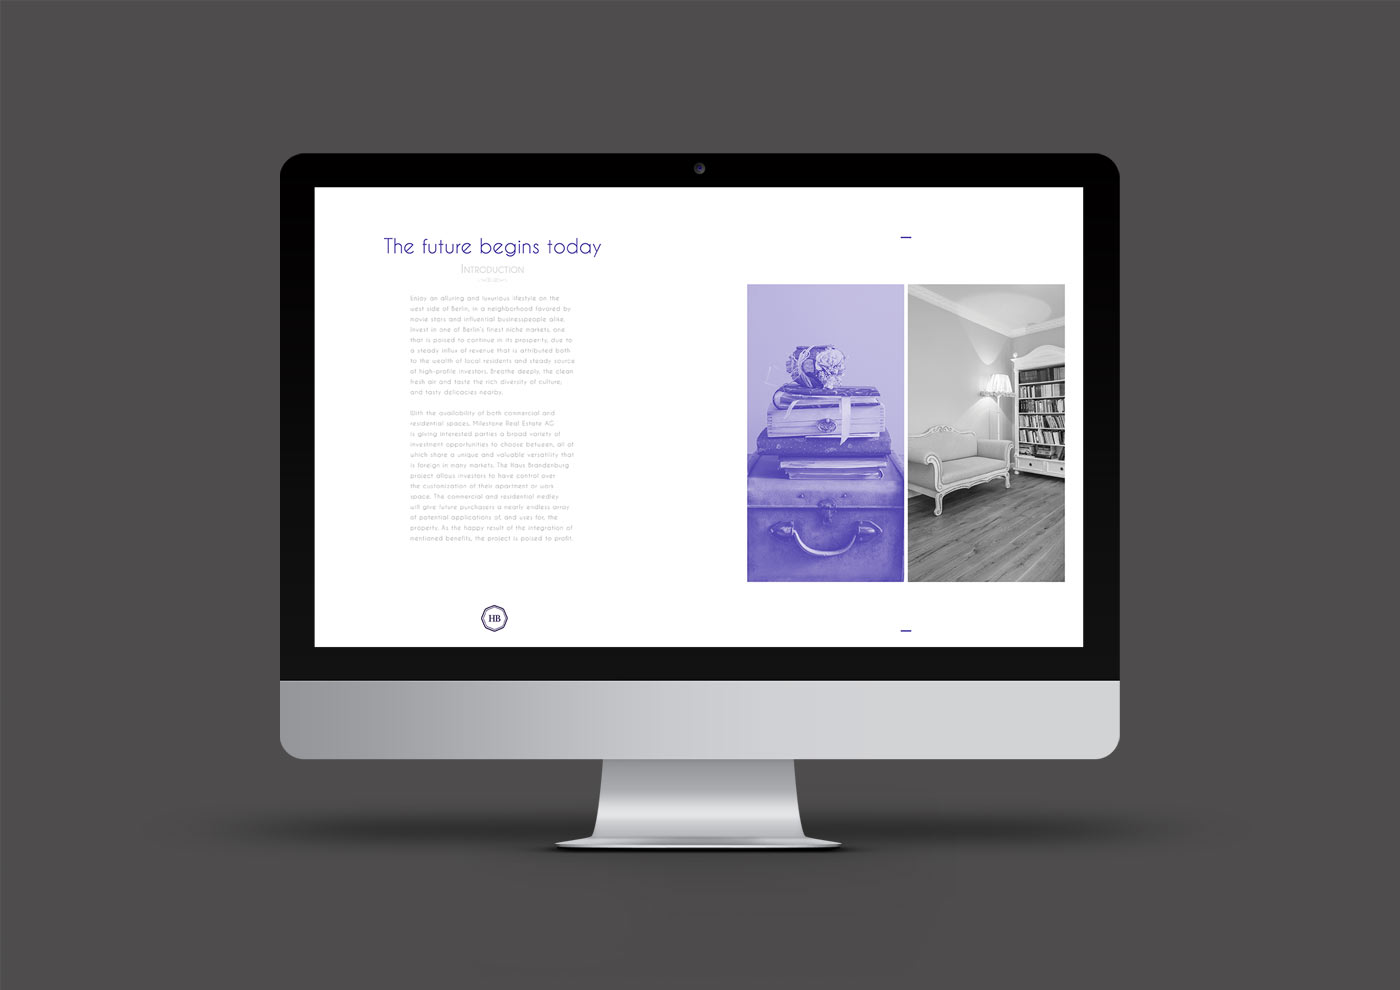 The future begins today
INTRODUCTION
Enjoy an alluring and luxurious lifestyle on the
west side of Berlin, in a neighborhood favored by
movie stars and influential businesspeople alike.
Invest in one of Berlin's finest niche markets, one
that is poised to continue in its prosperity, due to
a steady influx of revenue that is attributed both
to the wealth of local residents and steady source
of high-profile investors. Breathe deeply, the clean
fresh air and taste the rich diversity of culture,
and tasty delicacies nearby.
With the availability of both commercial and
residential spaces, Milestone Real Estate AG
is giving interested parties a broad variety of
investment opportunities to choose between, all of
which share a unique and valuable versatility that
is foreign in many markets. The Haus Brandenburg
project allows investors to have control over
the customization of their apartment or work
space. The commercial and residential medley
will give future purchasers a nearly endless array
of potential applications of, and uses for, the
property. As the happy result of the integration of
mentioned benefits, the project is poised to profit.
HB